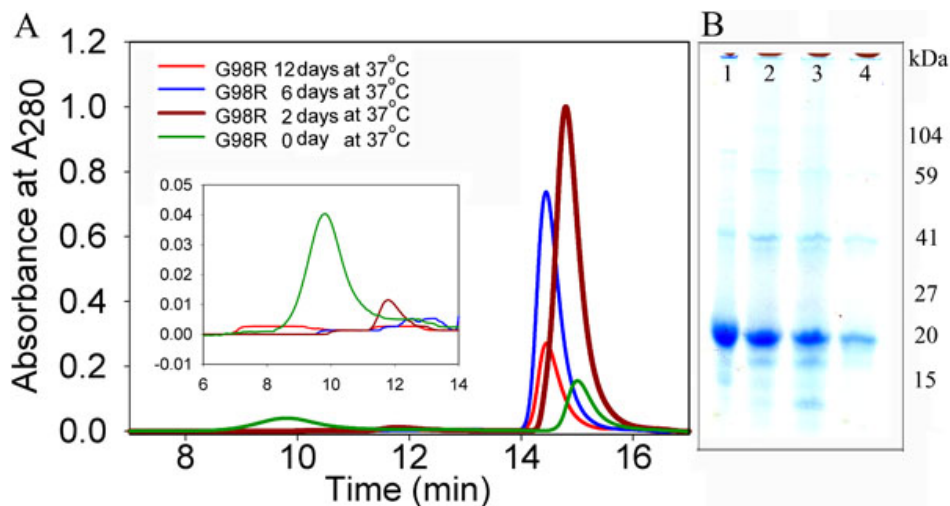 A
B
Absorbance at A280
1.2
1.0
0.8
0.6
0.4
0.2
0.0
G98R 12 days at 37°C
G98R 6 days at 37°C
G98R 2 days at 37°C
G98R 0 day at 37°C
0.05
0.04
0.03
0.02
0.01
0.00
-0.01
6 8 10 12 14
8 10 12 14 16
Time (min)
1 2 3 4
kDa
104
59
41
27
20
15